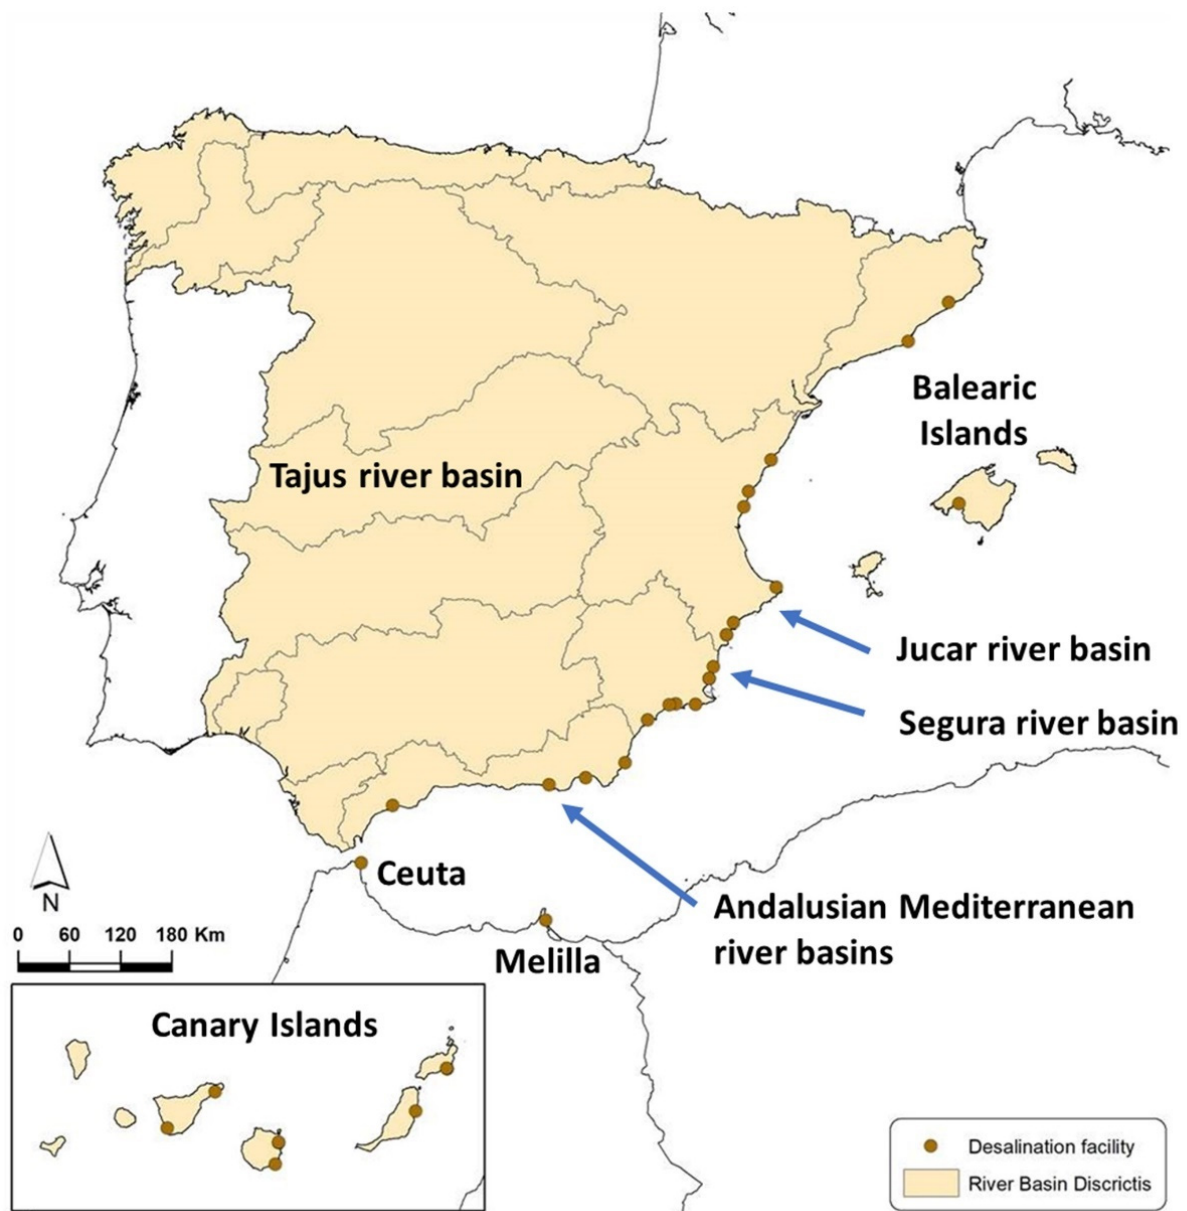 Balearic
Islands
Tajus river basin
Jucar river basin
Segura river basin
Ceuta
Andalusian Mediterranean
river basins
Melilla
N
0 60 120 180 Km
Canary Islands
Desalination facility
River Basin Discrictis